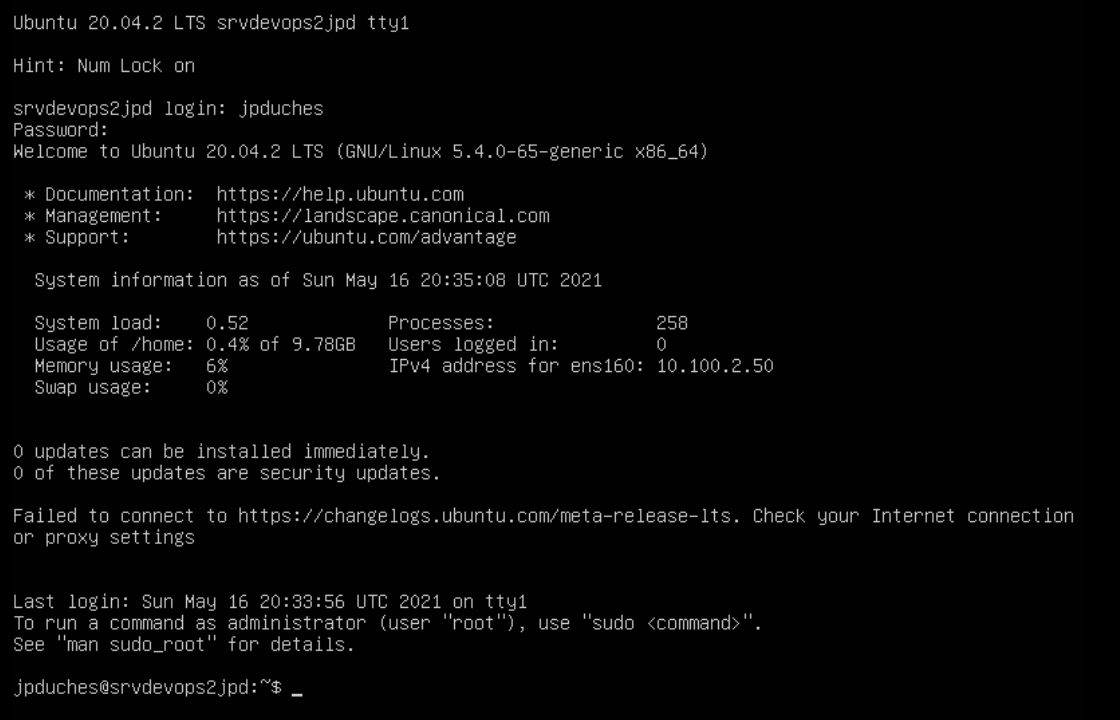 Ubuntu 20.04.2 LTS srvdevops2jpd tty1
Hint: Num Lock on
srvdevops2jpd login: jpduches
Password:
Welcome to Ubuntu 20.04.2 LTS (GNU/Linux 5.4.0-65-generic x86_64)
* Documentation:  https://help.ubuntu.com
* Management:     https://landscape.canonical.com
* Support:        https://ubuntu.com/advantage
System information as of Sun May 16 20:35:08 UTC 2021
System load:    0.52             Processes:               258
Usage of /home: 0.4% of 9.78GB   Users logged in:         0
Memory usage:   6%               IPv4 address for ens160: 10.100.2.50
Swap usage:     0%
0 updates can be installed immediately.
0 of these updates are security updates.
Failed to connect to https://changelogs.ubuntu.com/meta-release-lts. Check your Internet connection
or proxy settings
Last login: Sun May 16 20:33:56 UTC 2021 on tty1
To run a command as administrator (user "root"), use "sudo <command>".
See "man sudo_root" for details.
jpduches@srvdevops2jpd:~$ _